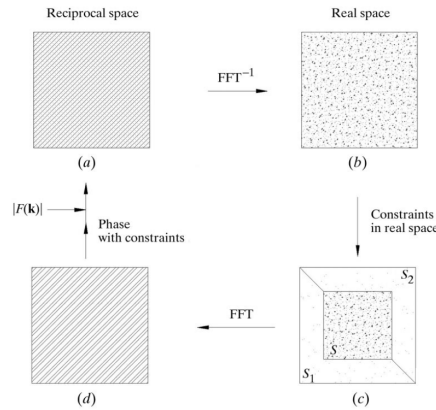 Reciprocal space
Real space
FFT⁻¹
(a)
(b)
|F(k)|
Phase
with constraints
Constraints
in real space
S₂
S
S₁
FFT
(d)
(c)